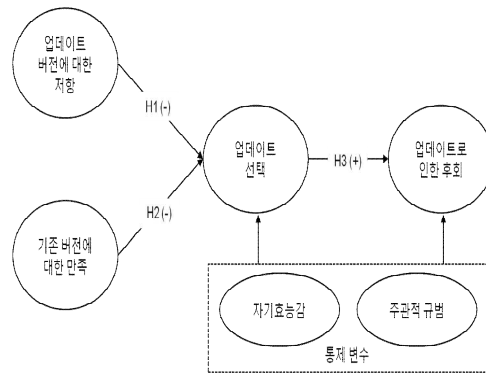 업데이트
버전에 대한
저항
H1 (-)
업데이트
선택
H3 (+)
업데이트로
인한 후회
H2 (-)
기존 버전에
대한 만족
자기효능감
주관적 규범
통제 변수